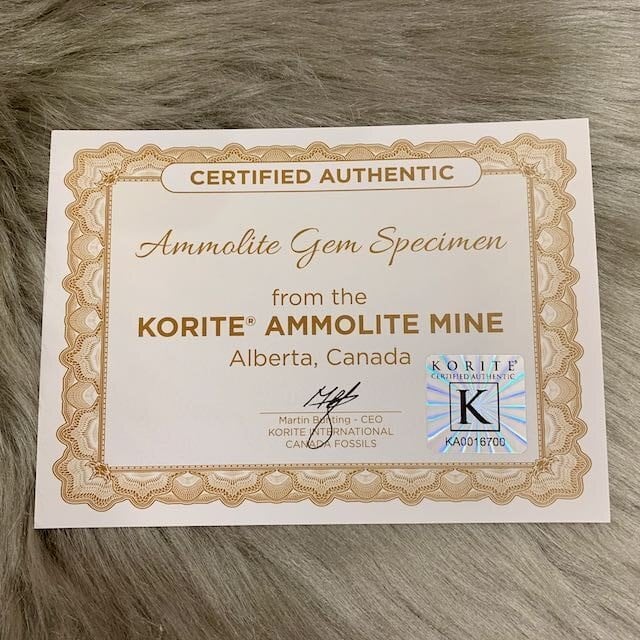 CERTIFIED AUTHENTIC
Ammolite Gem Specimen
from the
KORITE® AMMOLITE MINE
Alberta, Canada
Martin Bunting - CEO
KORITE INTERNATIONAL
CANADA FOSSILS
KORITE®
CERTIFIED AUTHENTIC
K
KA0016700